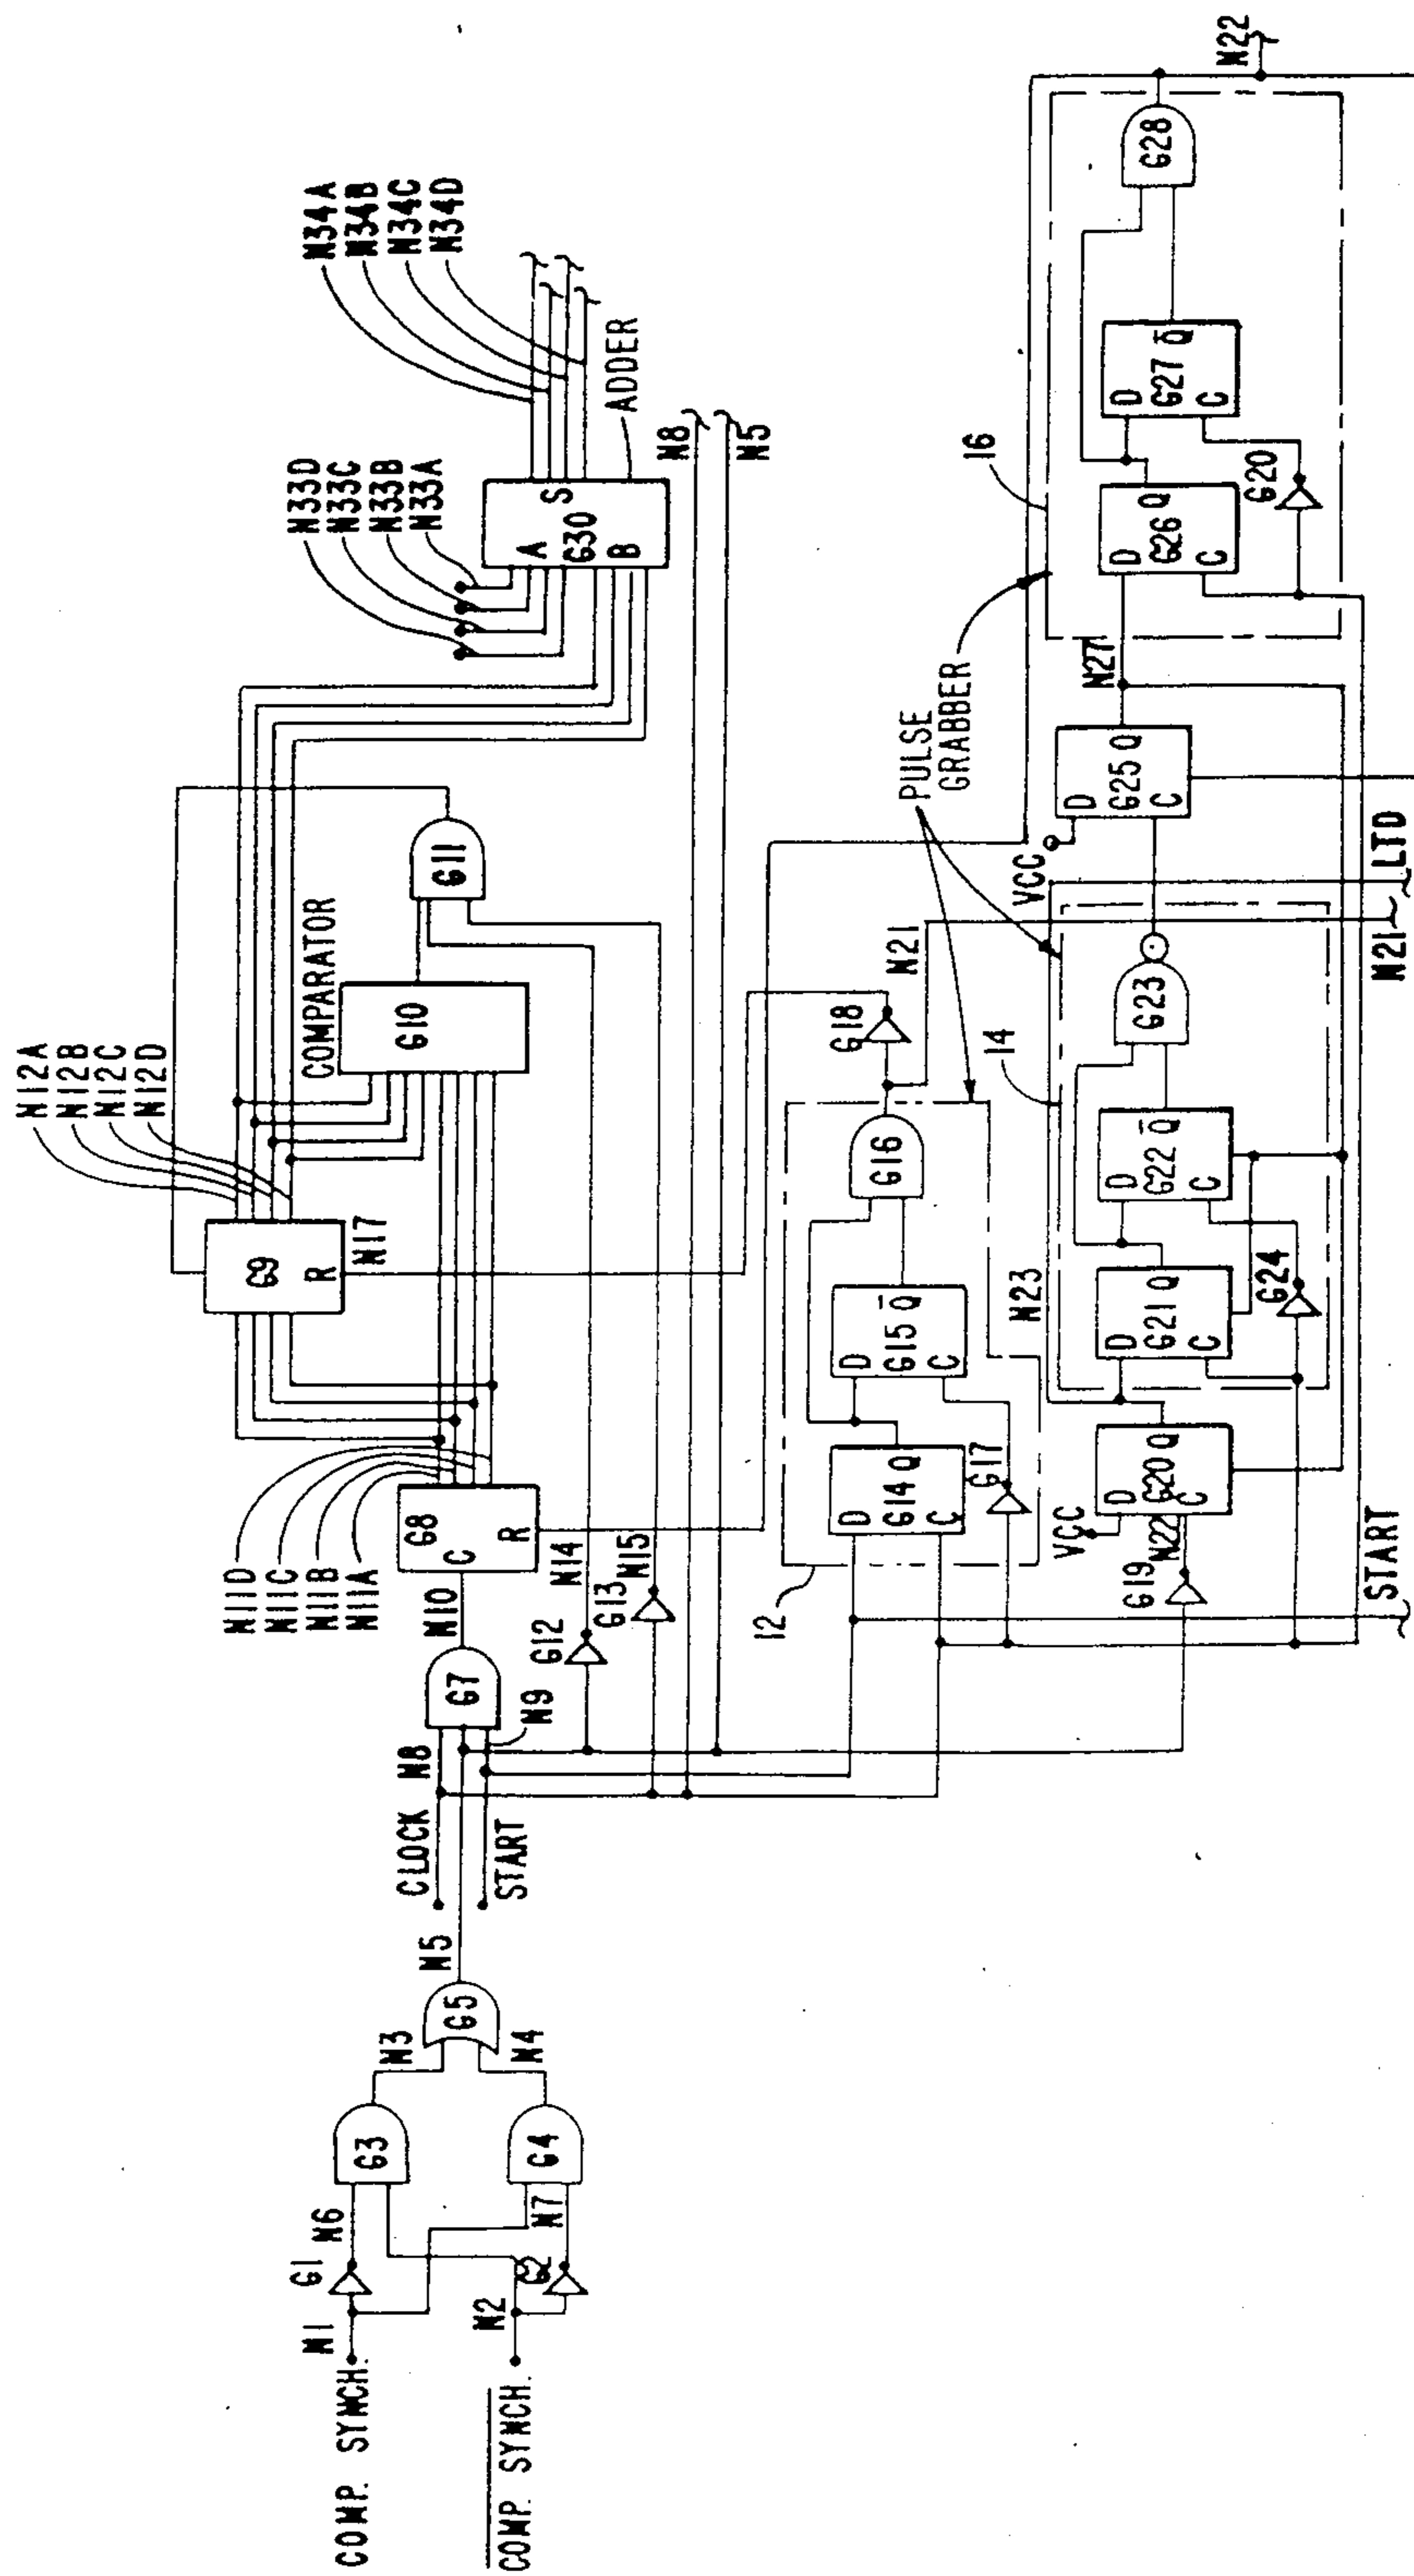 COMP. SYNCH.
N1
G1
N6
G3
N3
COMP. SYNCH.
N2
G2
N7
G4
N4
G5
N5
CLOCK
START
N8
N9
G7
N10
N11D
N11C
N11B
N11A
G8
C
R
G12
N14
G13
N15
N12A
N12B
N12C
N12D
G9
R
N17
COMPARATOR
G10
G11
N33D
N33C
N33B
N33A
A
G30
B
S
ADDER
N34A
N34B
N34C
N34D
N8
N5
12
D
G14
Q
C
G17
D
G15
Q
C
G16
G18
N21
PULSE
GRABBER
START
G19
N22
VCC
D
G20
Q
C
N23
14
D
G21
Q
C
G24
D
G22
Q
C
G23
N21
LTD
VCC
D
G25
Q
C
N27
16
D
G26
Q
C
G20
D
G27
Q
C
G28
N22